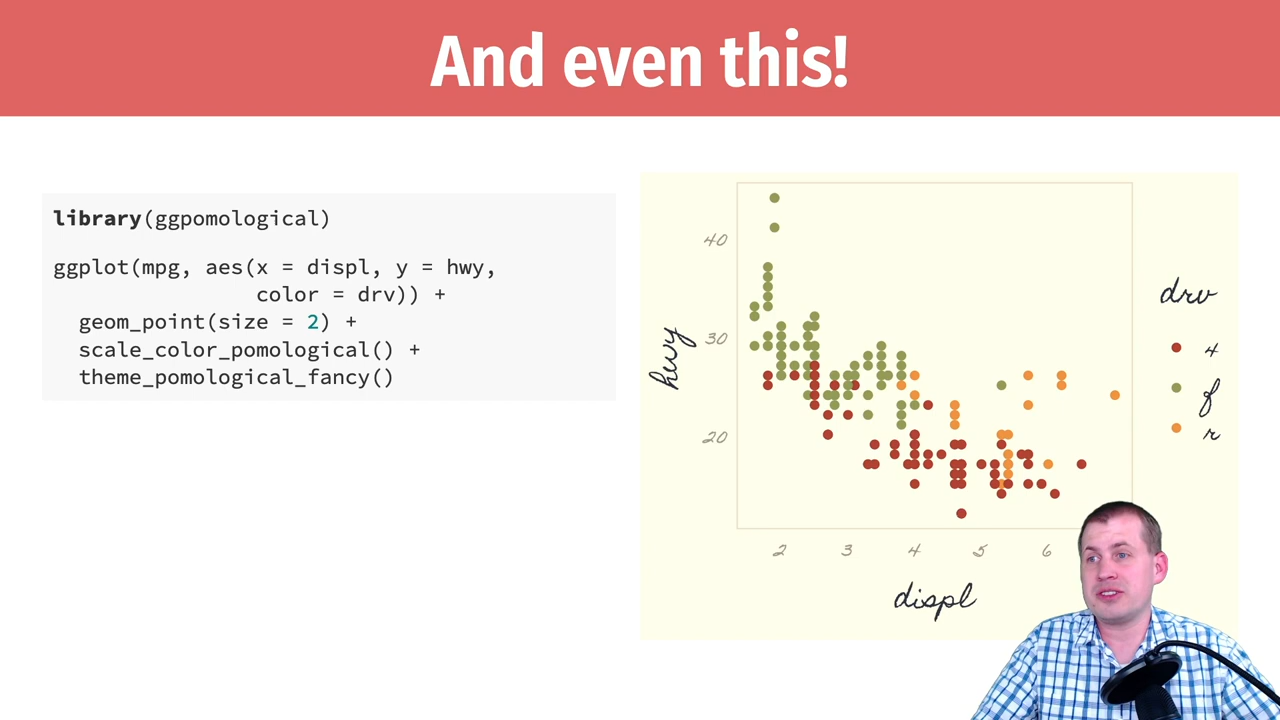 And even this!
library(ggpomological)
ggplot(mpg, aes(x = displ, y = hwy,
color = drv)) +
geom_point(size = 2) +
scale_color_pomological() +
theme_pomological_fancy()
40
30
20
hwy
2 3 4 5 6
displ
drv
4
f
r